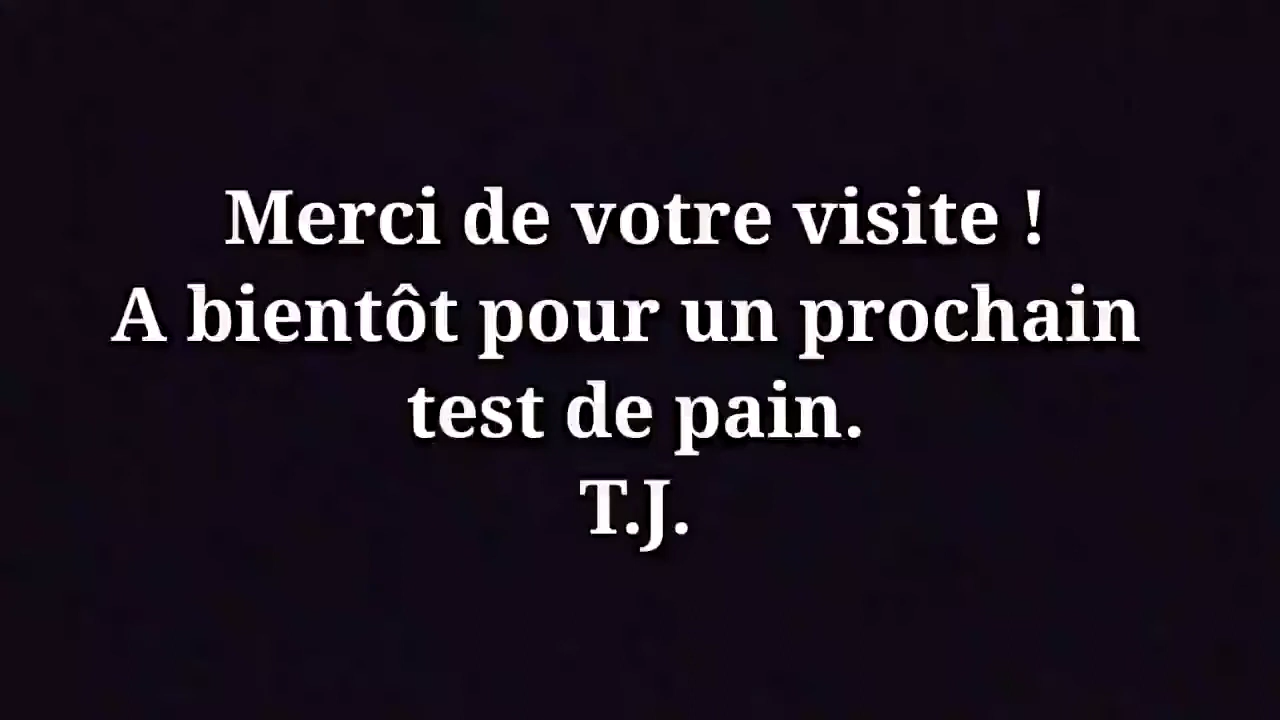 Merci de votre visite !
A bientôt pour un prochain
test de pain.
T.J.